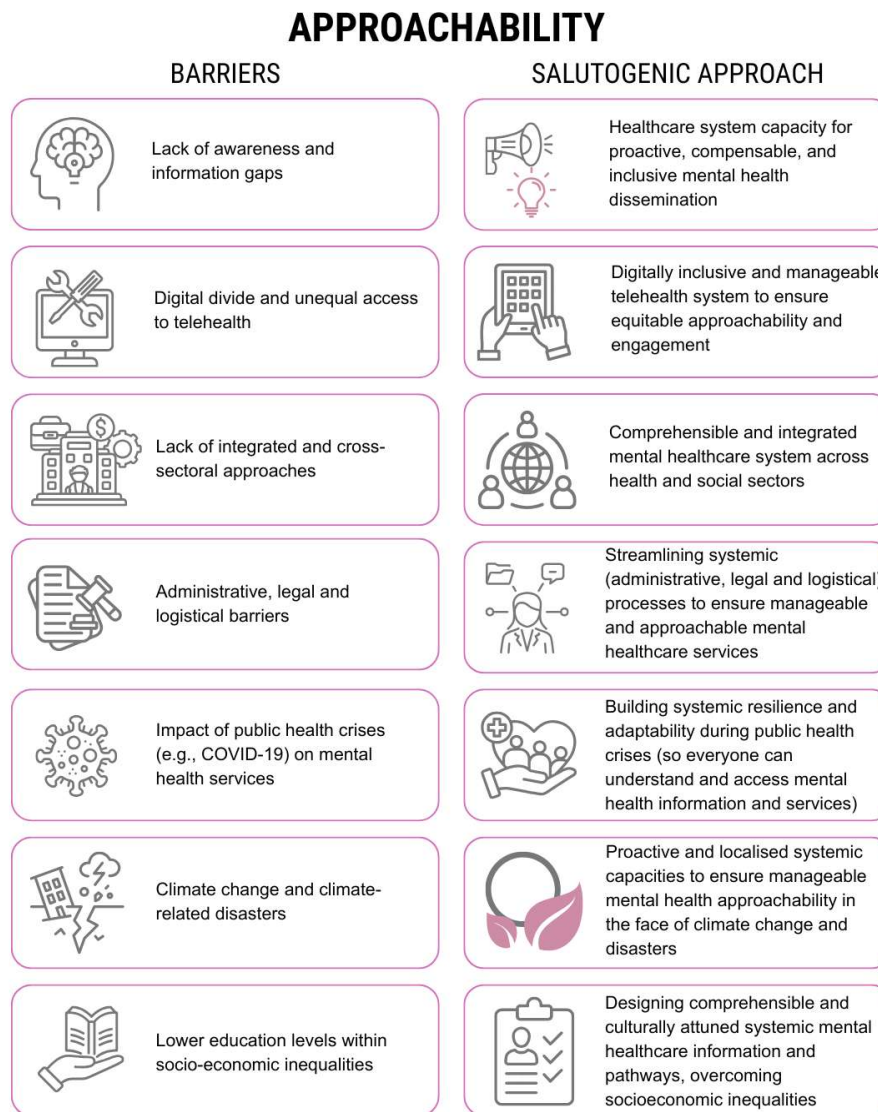 APPROACHABILITY
BARRIERS
SALUTOGENIC APPROACH
Lack of awareness and
information gaps
Healthcare system capacity for
proactive, compensable, and
inclusive mental health
dissemination
Digital divide and unequal access
to telehealth
Digitally inclusive and manageable
telehealth system to ensure
equitable approachability and
engagement
Lack of integrated and cross-
sectoral approaches
Comprehensible and integrated
mental healthcare system across
health and social sectors
Administrative, legal and
logistical barriers
Streamlining systemic
(administrative, legal and logistical)
processes to ensure manageable
and approachable mental
healthcare services
Impact of public health crises
(e.g., COVID-19) on mental
health services
Building systemic resilience and
adaptability during public health
crises (so everyone can
understand and access mental
health information and services)
Climate change and climate-
related disasters
Proactive and localised systemic
capacities to ensure manageable
mental health approachability in
the face of climate change and
disasters
Lower education levels within
socio-economic inequalities
Designing comprehensible and
culturally attuned systemic mental
healthcare information and
pathways, overcoming
socioeconomic inequalities